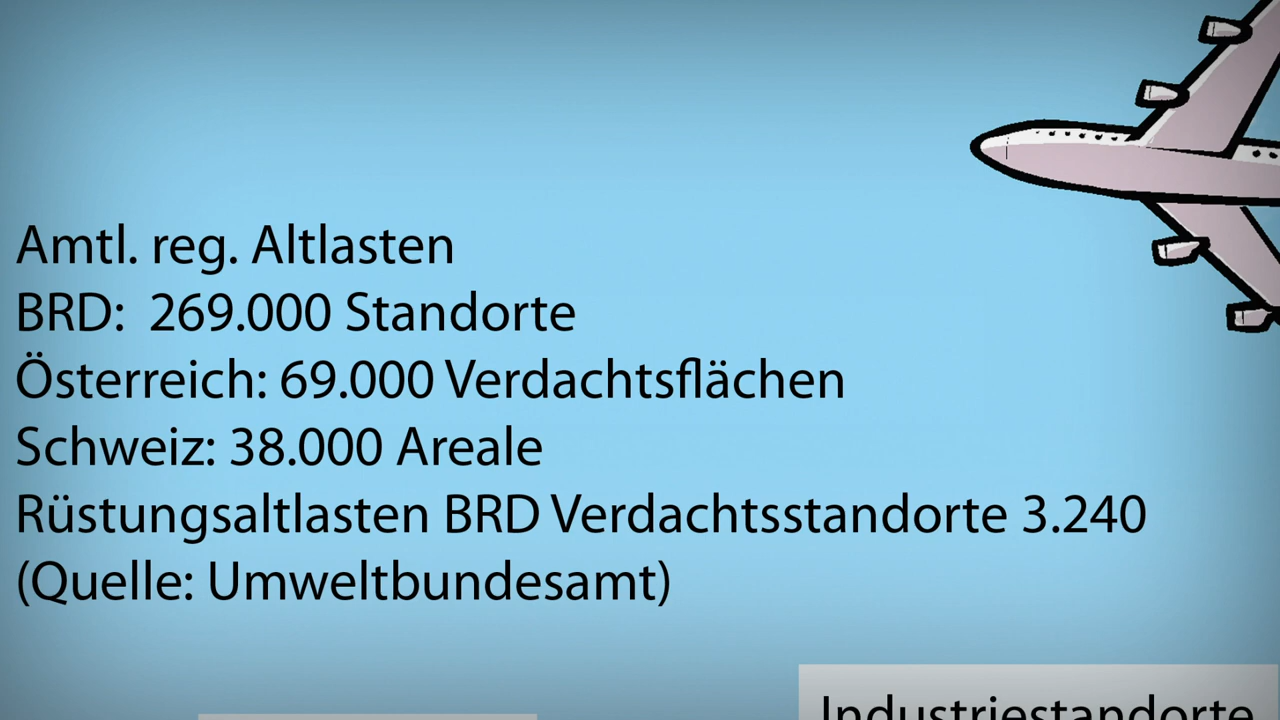 Amtl. reg. Altlasten
BRD: 269.000 Standorte
Österreich: 69.000 Verdachtsflächen
Schweiz: 38.000 Areale
Rüstungsaltlasten BRD Verdachtsstandorte 3.240
(Quelle: Umweltbundesamt)
Industriestandorte